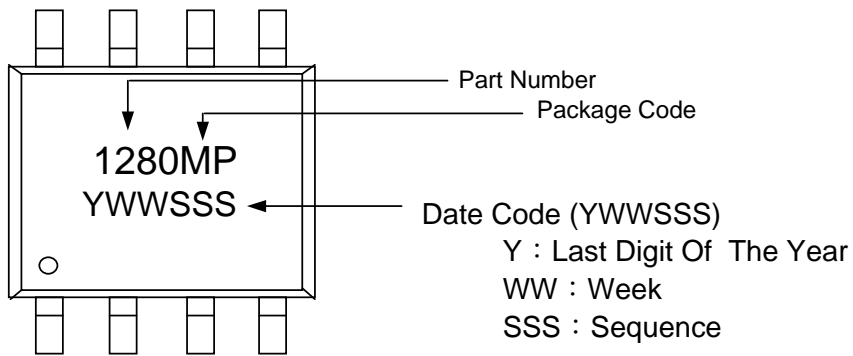 Part Number
Package Code
1280MP
YWWSSS
Date Code (YWWSSS)
Y：Last Digit Of The Year
WW：Week
SSS：Sequence